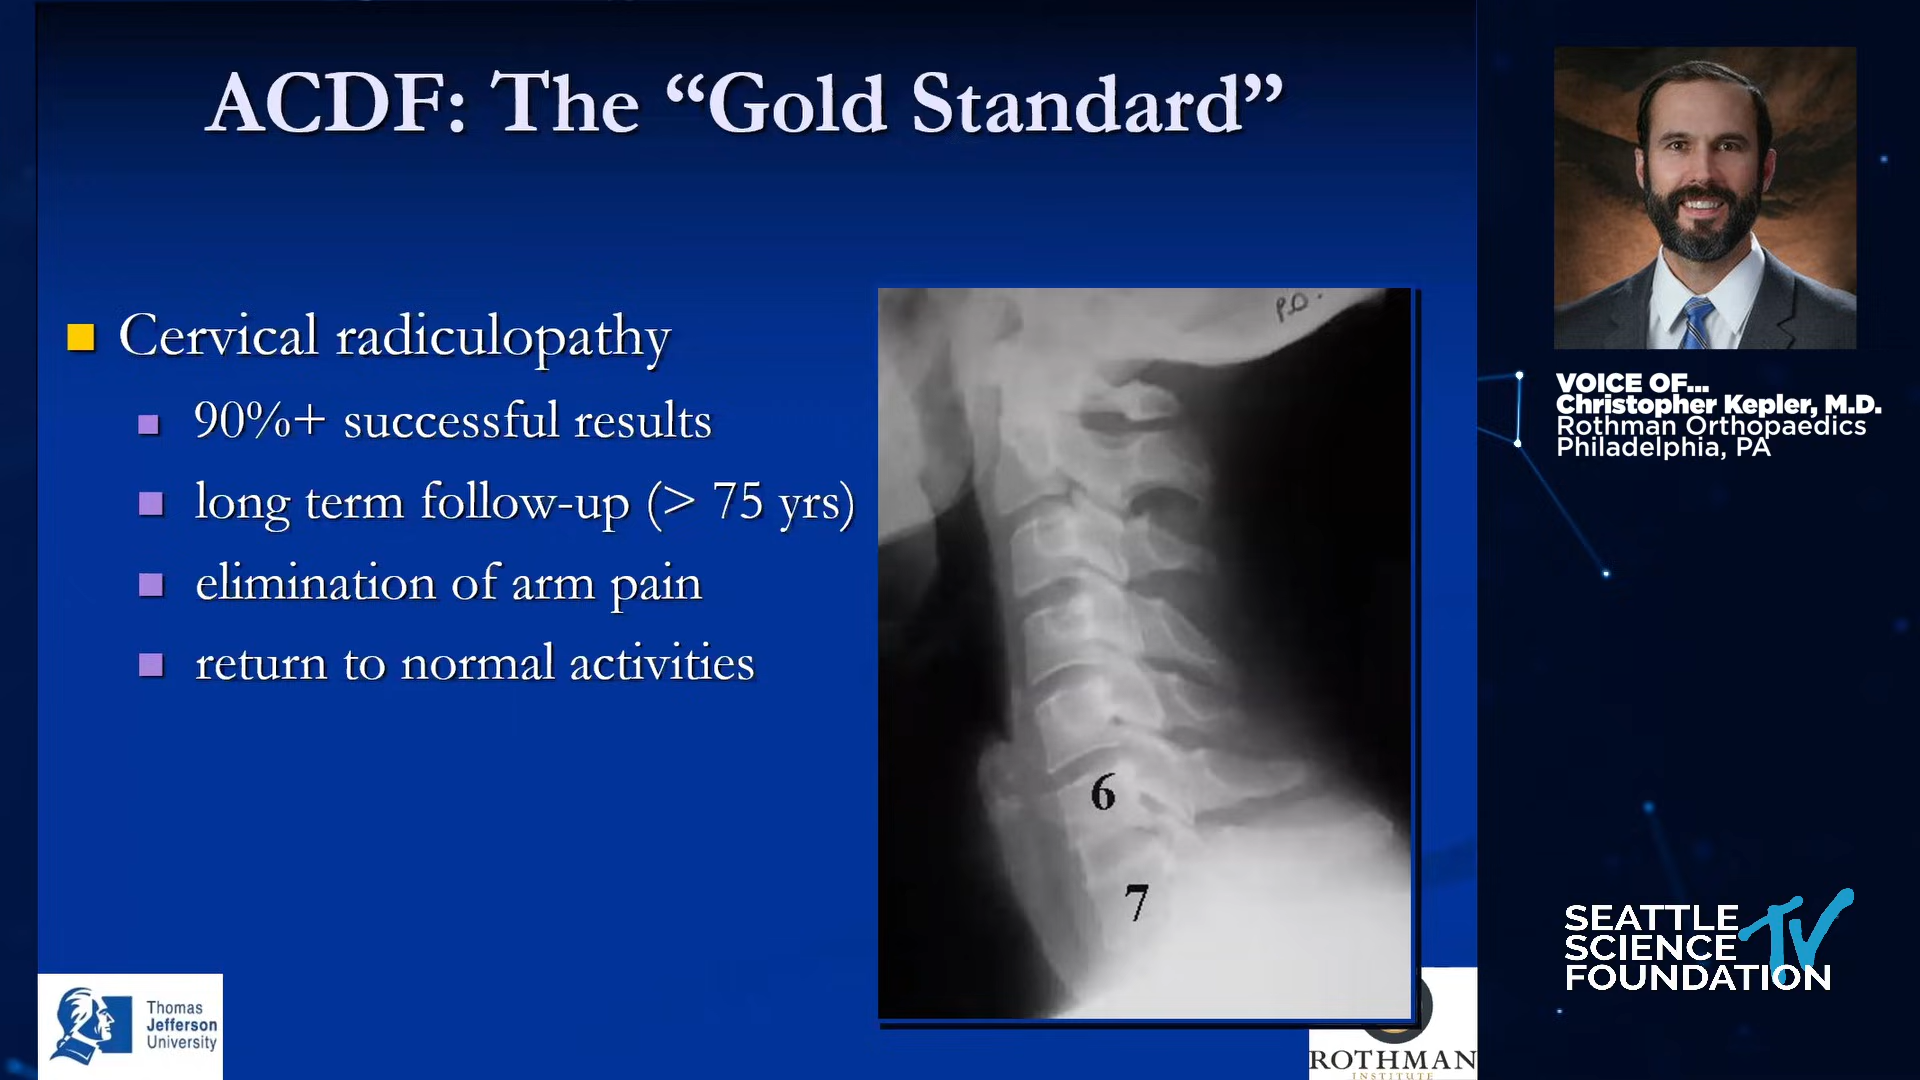 ACDF: The “Gold Standard”
Cervical radiculopathy
90%+ successful results
long term follow-up (> 75 yrs)
elimination of arm pain
return to normal activities
P.D.
6
7
Thomas
Jefferson
University
ROTHMAN
INSTITUTE
VOICE OF...
Christopher Kepler, M.D.
Rothman Orthopaedics
Philadelphia, PA
SEATTLE
SCIENCE TV
FOUNDATION